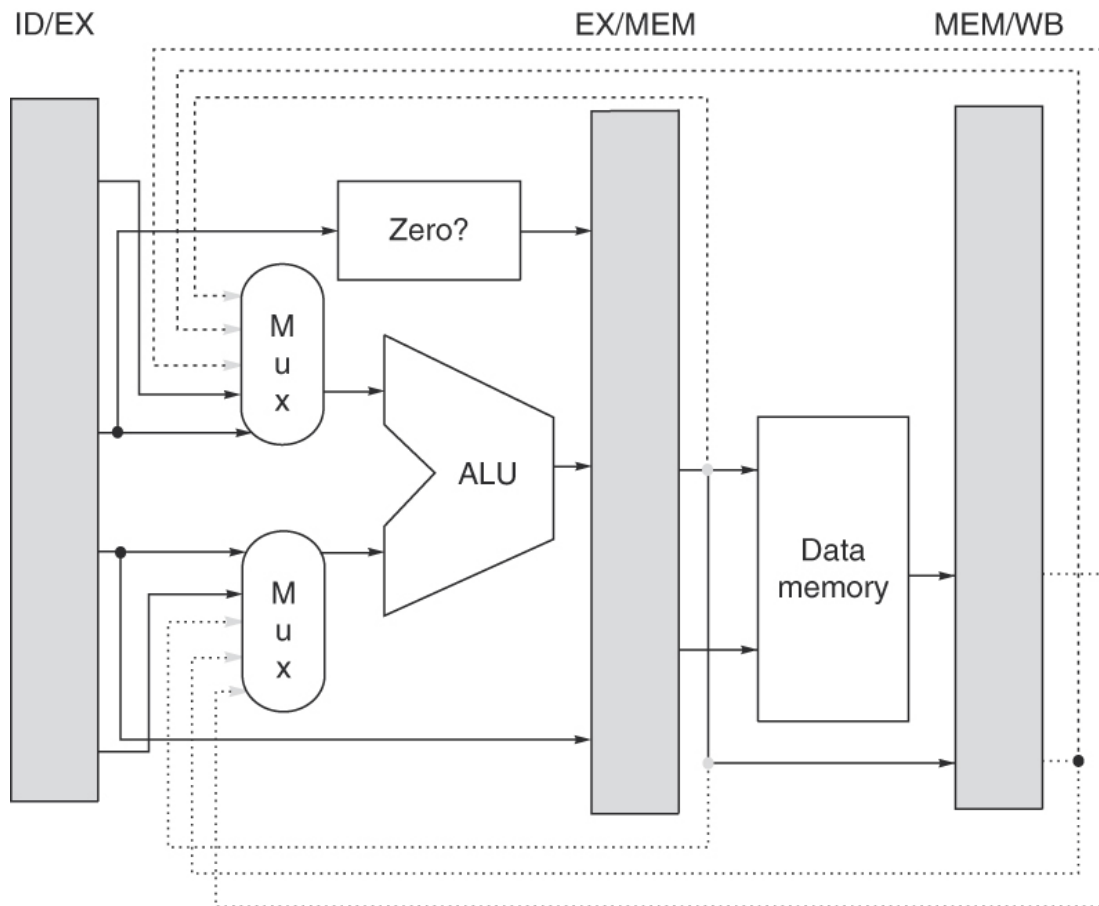 ID/EX
EX/MEM
MEM/WB
Zero?
M
u
x
ALU
Data
memory
M
u
x